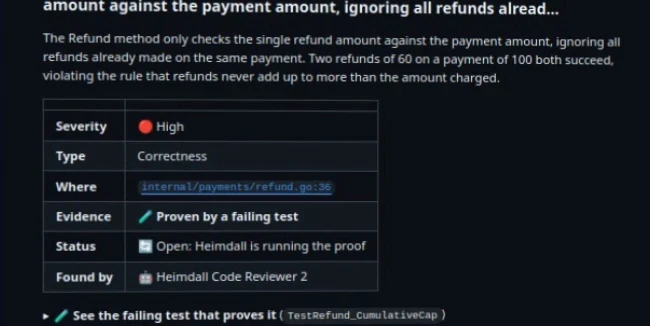 amount against the payment amount, ignoring all refunds alread...
The Refund method only checks the single refund amount against the payment amount, ignoring all
refunds already made on the same payment. Two refunds of 60 on a payment of 100 both succeed,
violating the rule that refunds never add up to more than the amount charged.
Severity 🔴 High
Type Correctness
Where internal/payments/refund.go:36
Evidence 🧪 Proven by a failing test
Status 🔄 Open: Heimdall is running the proof
Found by 🤖 Heimdall Code Reviewer 2
▸ 🧪 See the failing test that proves it ( TestRefund_CumulativeCap )